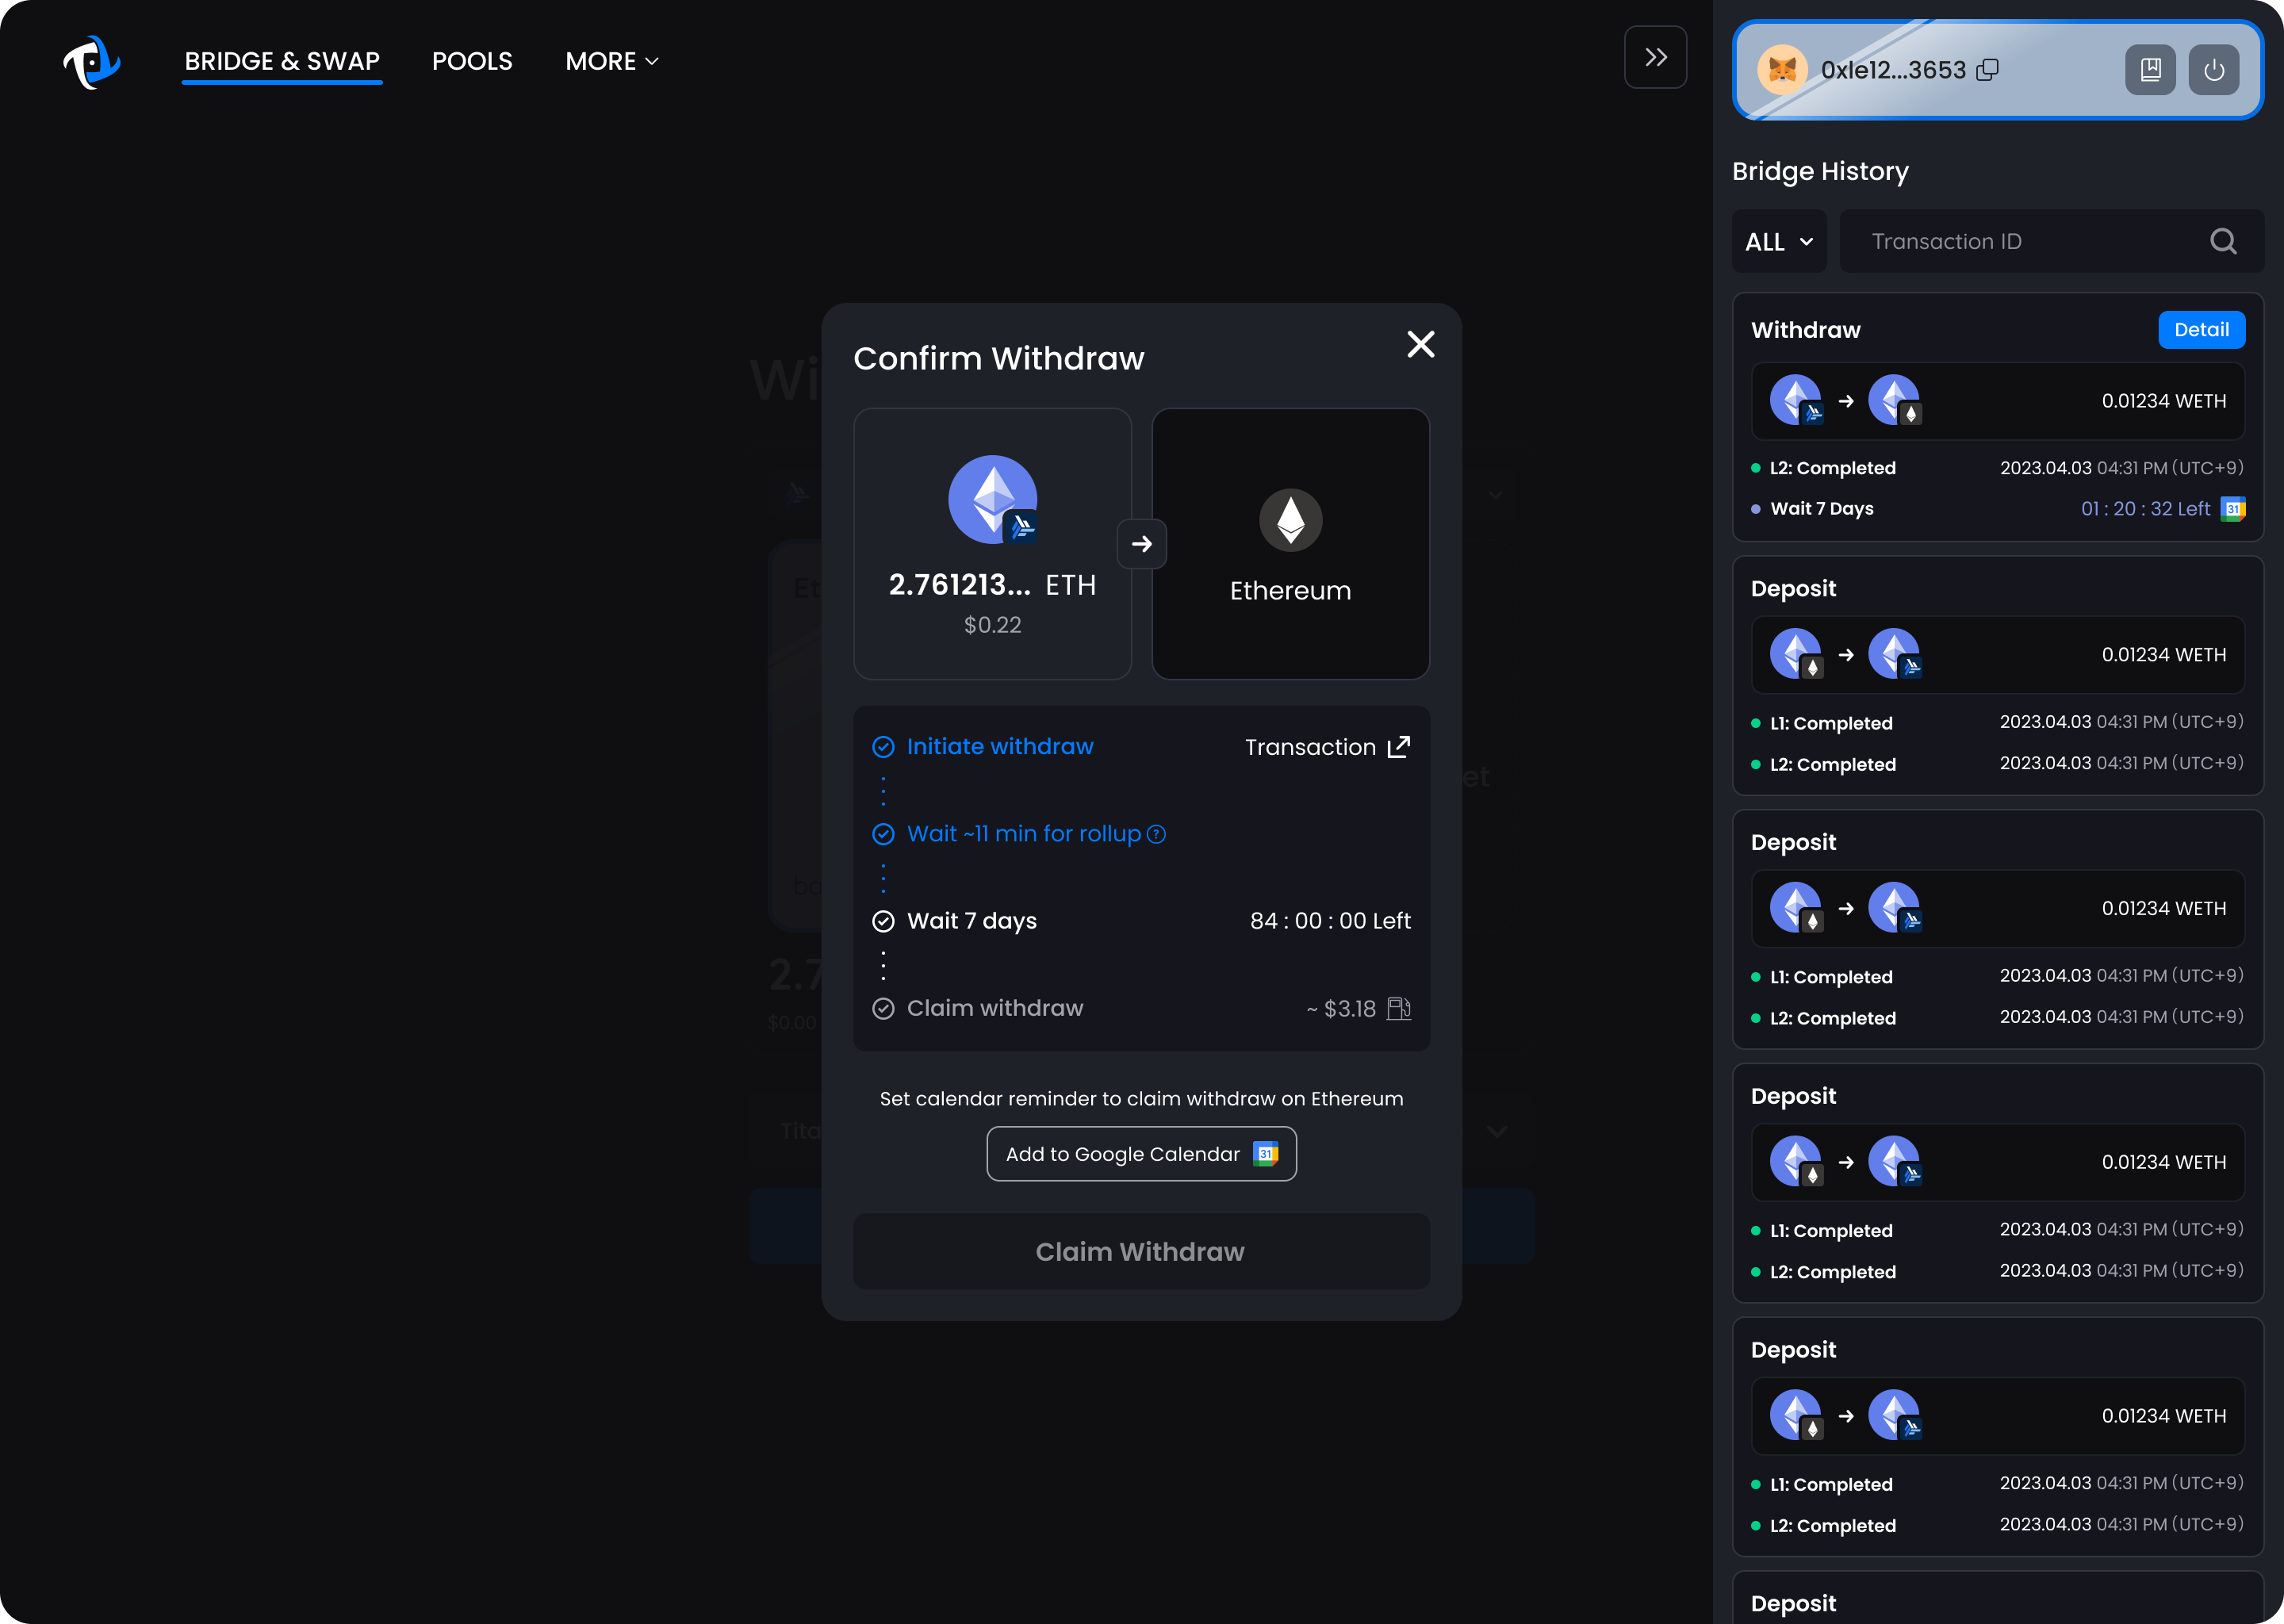 BRIDGE & SWAP
POOLS
MORE
0xle12...3653
Bridge History
ALL
Transaction ID
Withdraw
Detail
0.01234 WETH
L2: Completed
2023.04.03 04:31 PM (UTC+9)
Wait 7 Days
01 : 20 : 32 Left
31
Deposit
0.01234 WETH
L1: Completed
2023.04.03 04:31 PM (UTC+9)
L2: Completed
2023.04.03 04:31 PM (UTC+9)
Deposit
0.01234 WETH
L1: Completed
2023.04.03 04:31 PM (UTC+9)
L2: Completed
2023.04.03 04:31 PM (UTC+9)
Deposit
0.01234 WETH
L1: Completed
2023.04.03 04:31 PM (UTC+9)
L2: Completed
2023.04.03 04:31 PM (UTC+9)
Deposit
0.01234 WETH
L1: Completed
2023.04.03 04:31 PM (UTC+9)
L2: Completed
2023.04.03 04:31 PM (UTC+9)
Deposit
Confirm Withdraw
2.761213... ETH
$0.22
Ethereum
Initiate withdraw
Transaction
Wait ~11 min for rollup ?
Wait 7 days
84 : 00 : 00 Left
Claim withdraw
~ $3.18
Set calendar reminder to claim withdraw on Ethereum
Add to Google Calendar 31
Claim Withdraw
$0.00